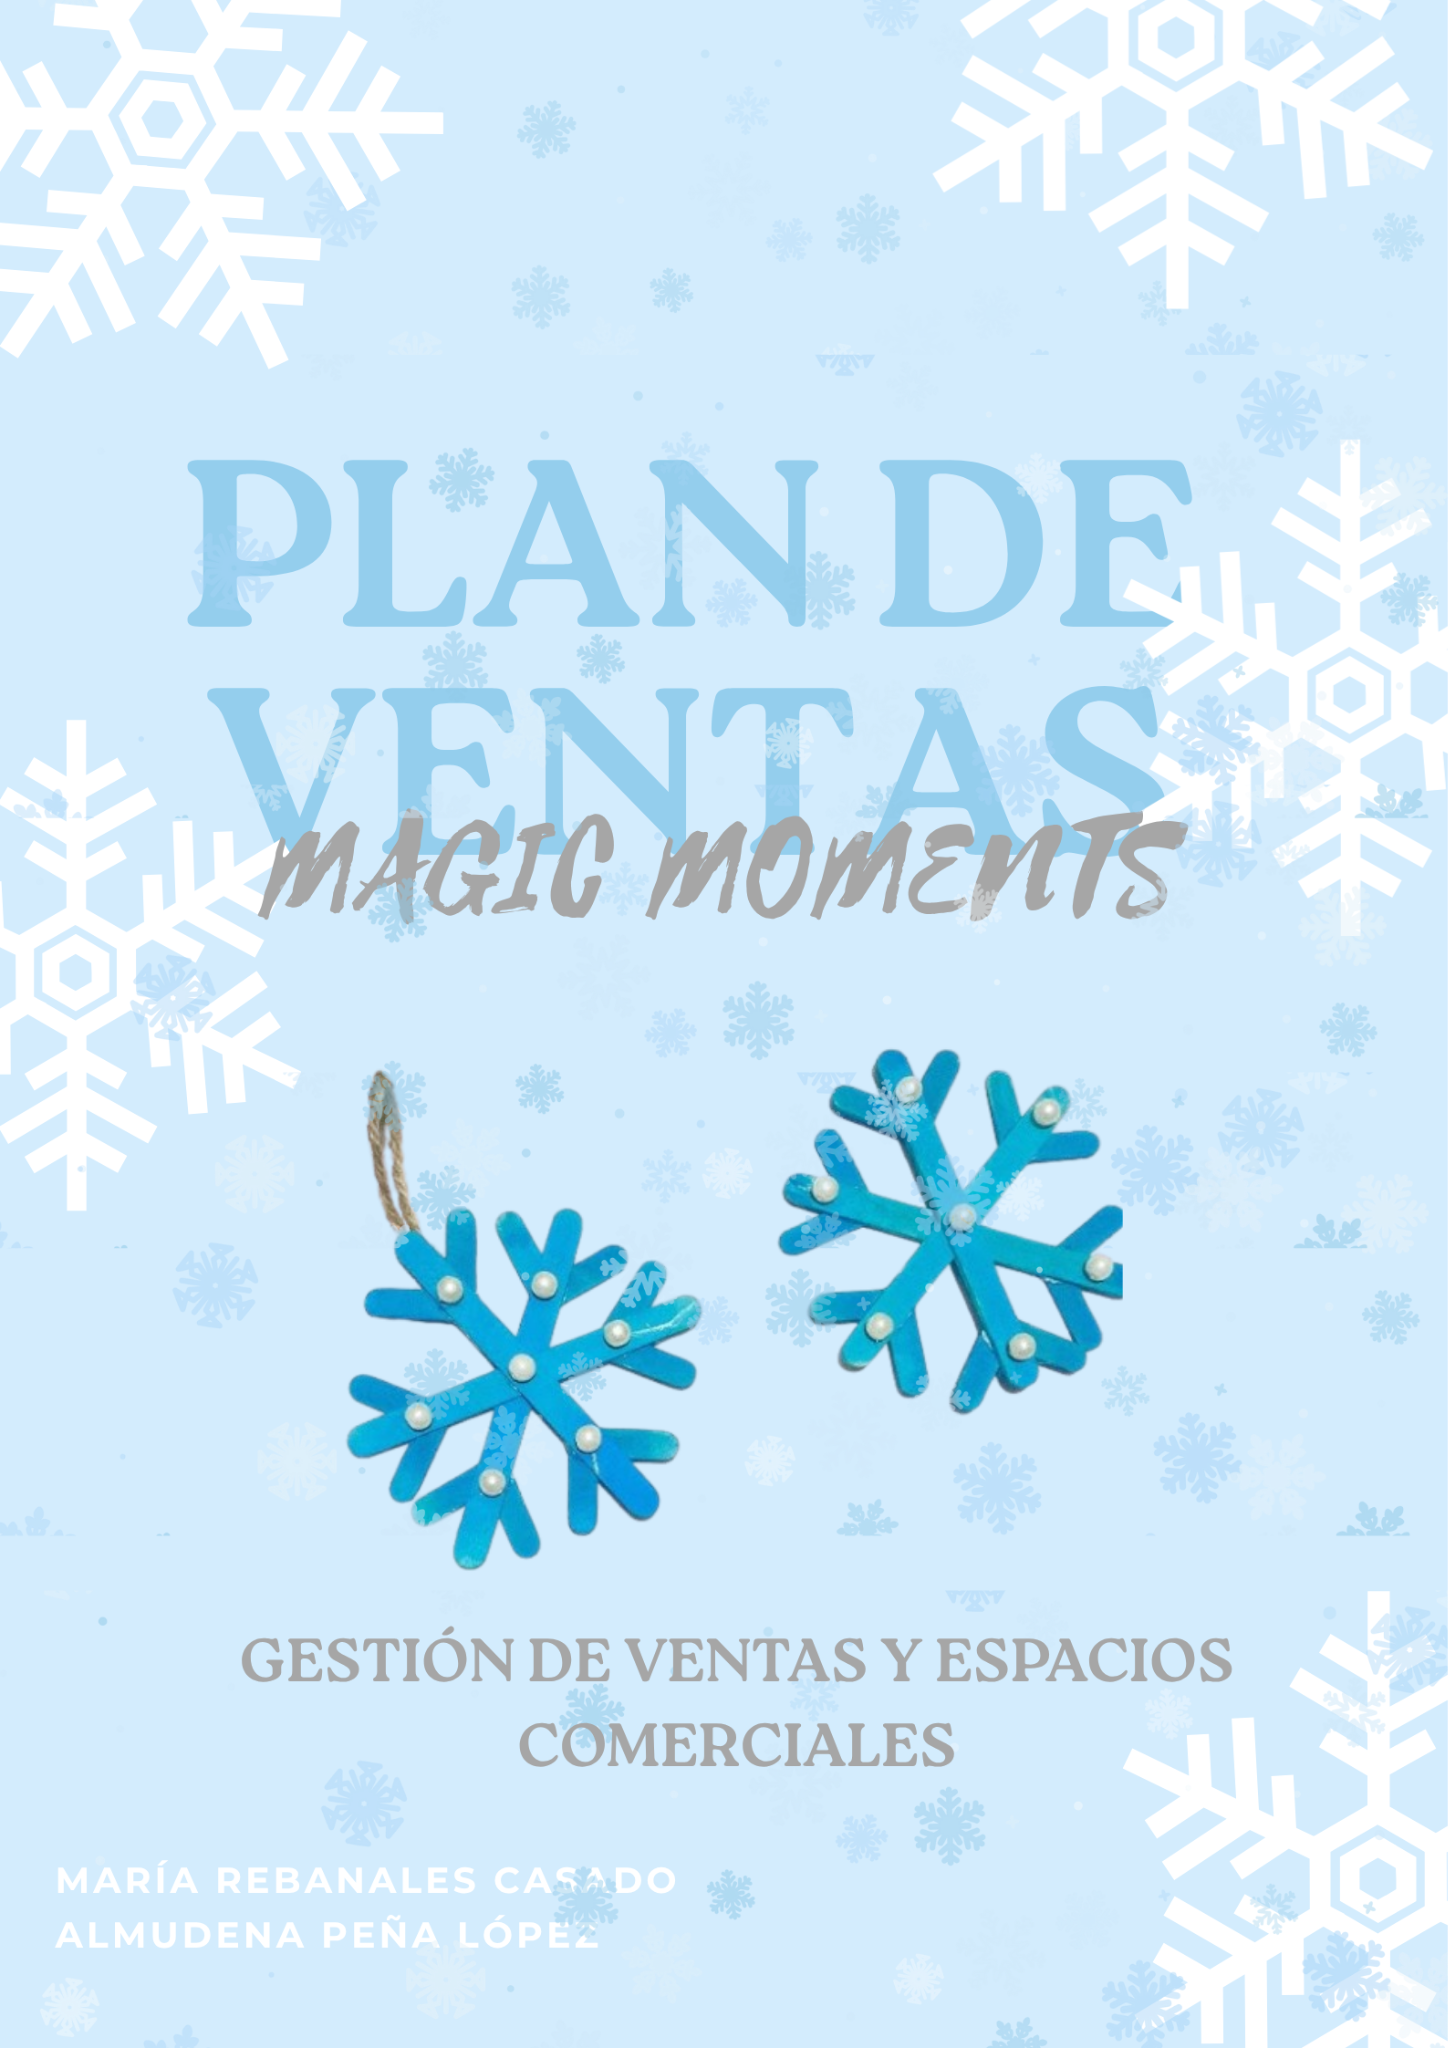 PLAN DE
VENTAS
MAGIC MOMENTS
GESTIÓN DE VENTAS Y ESPACIOS
COMERCIALES
MARÍA REBANALES CASADO
ALMUDENA PEÑA LÓPEZ